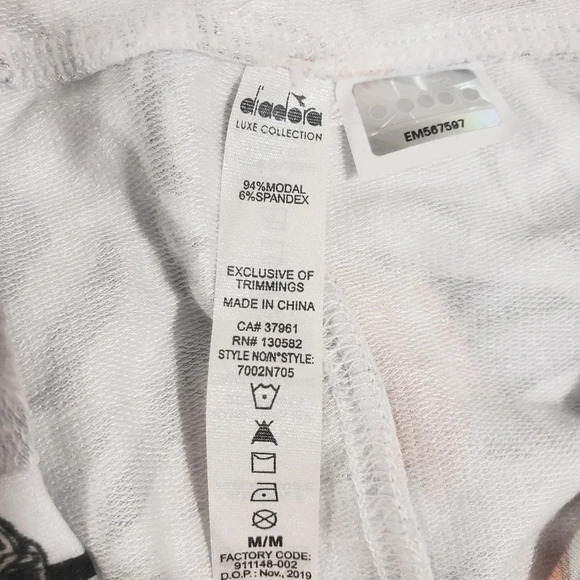 diadora
LUXE COLLECTION
EM567597
94%MODAL
6%SPANDEX
EXCLUSIVE OF
TRIMMINGS
MADE IN CHINA
CA# 37961
RN# 130582
STYLE NO/N°STYLE:
7002N705
M/M
FACTORY CODE:
911148-002
D.O.P.: Nov., 2019